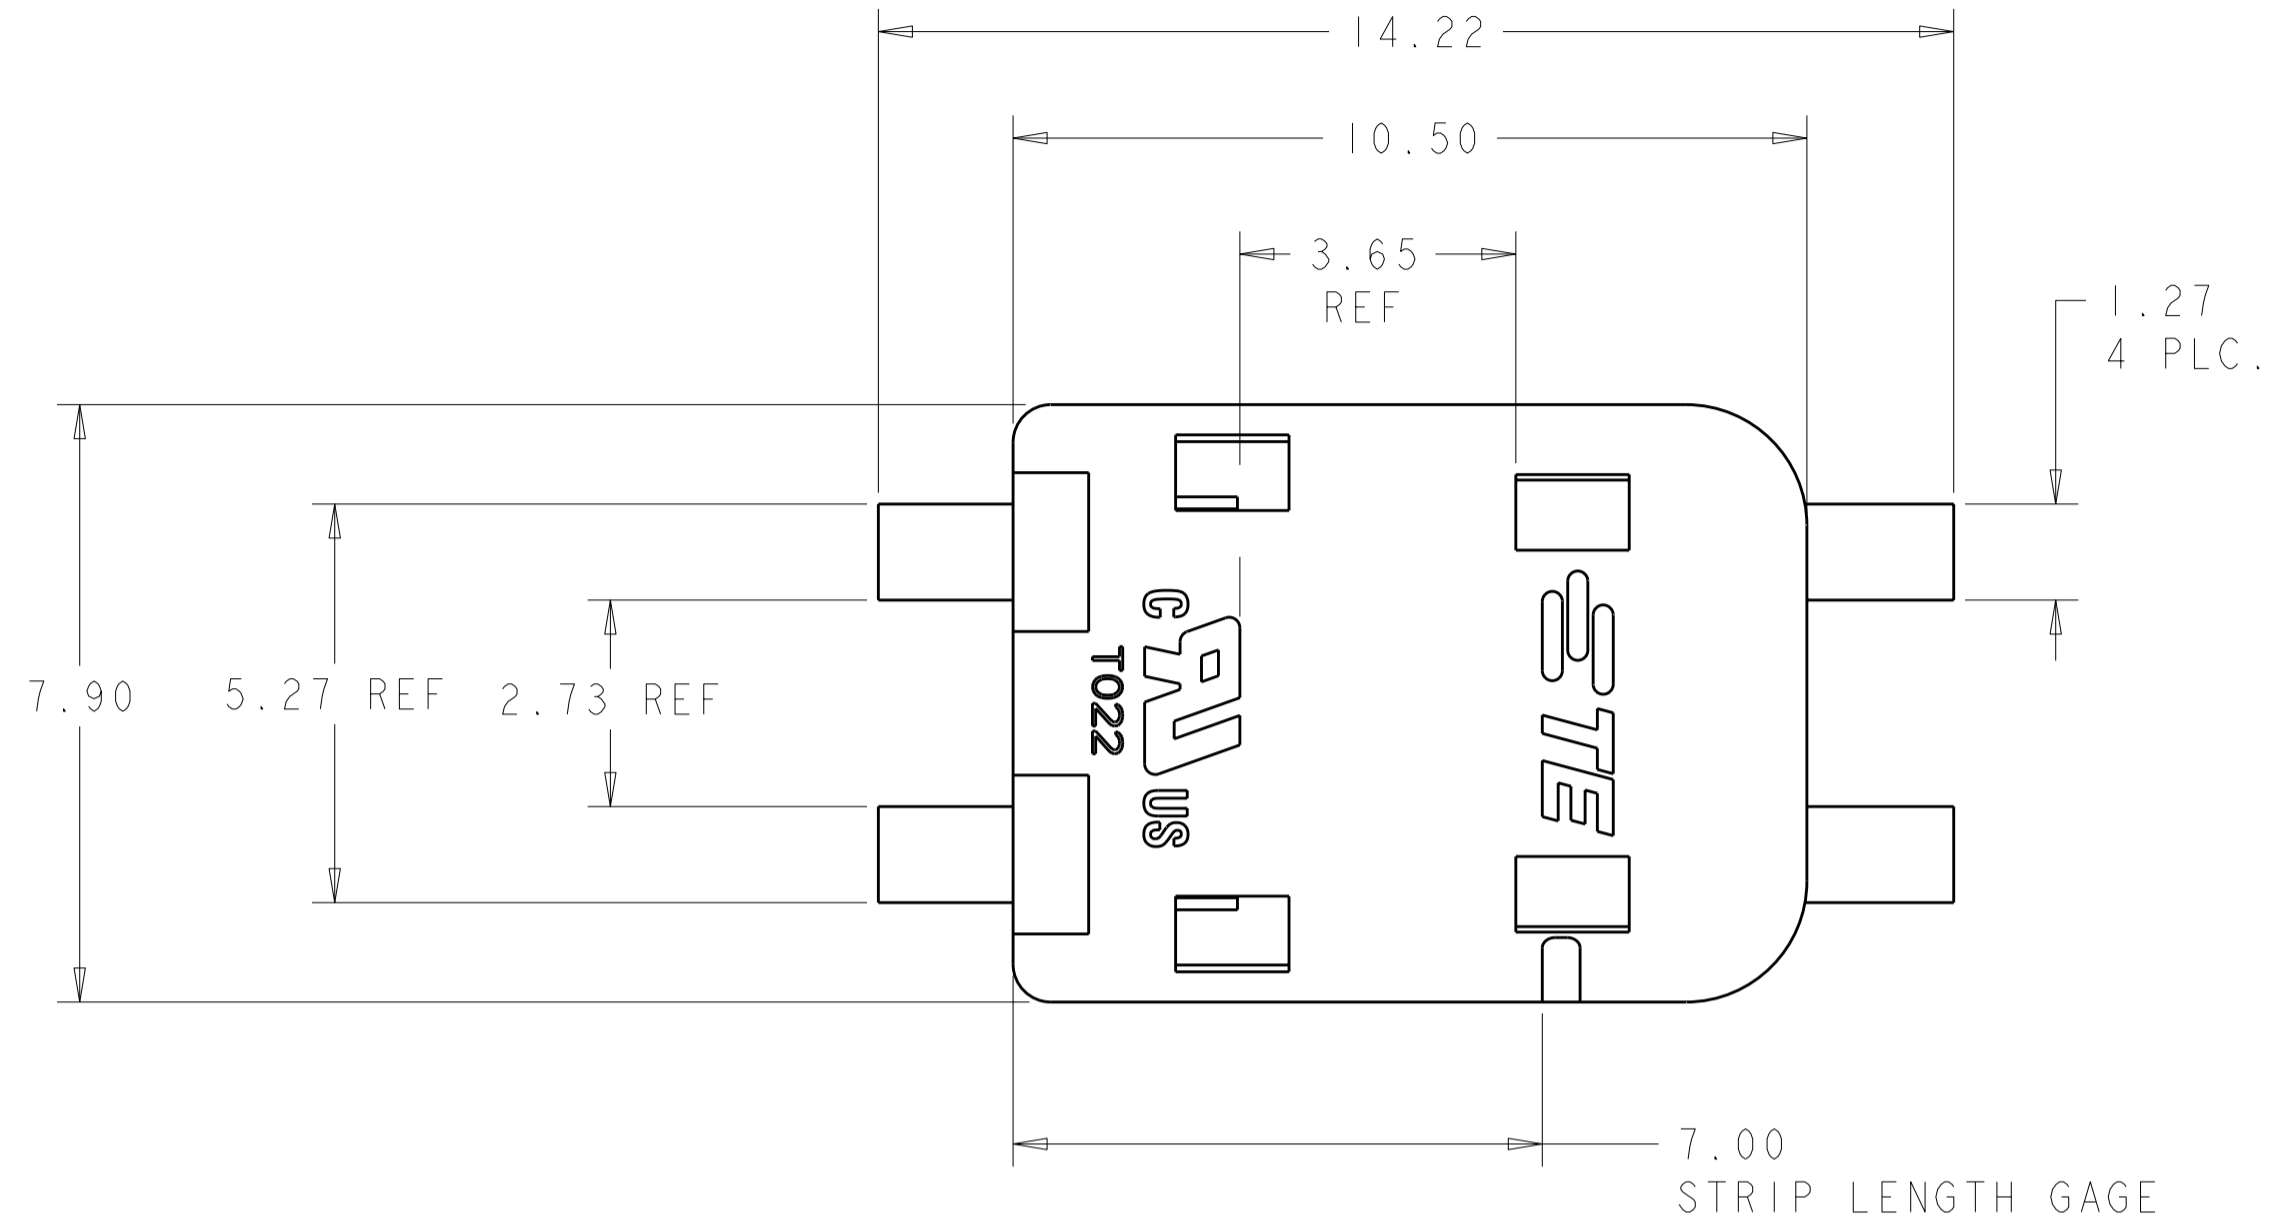 14.22
10.50
3.65
REF
1.27
4 PLC.
7.90
5.27 REF
2.73 REF
C
US
T022
TE
7.00
STRIP LENGTH GAGE